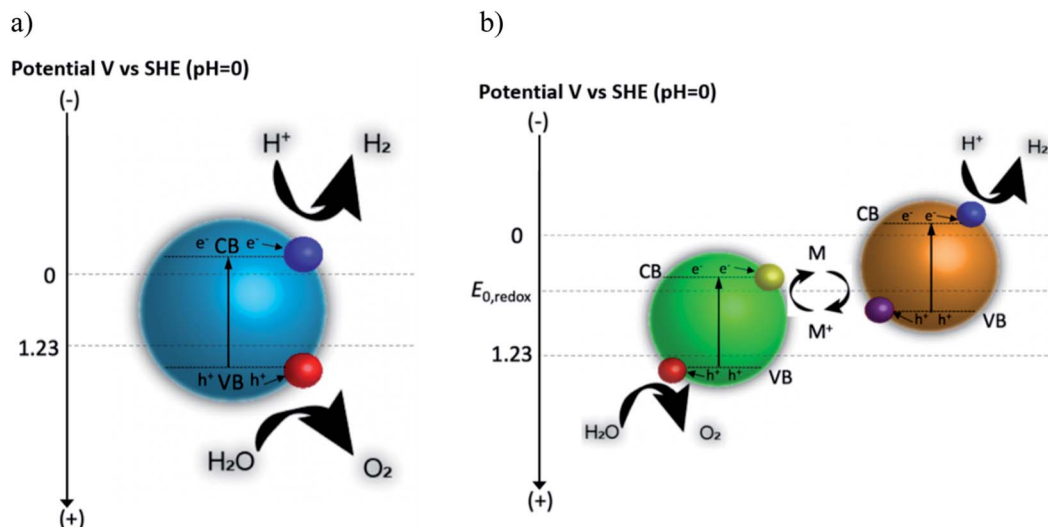 a)
Potential V vs SHE (pH=0)
(-)
H⁺ H₂
e⁻ CB e⁻
0
1.23
h⁺ VB h⁺
H₂O O₂
(+)
b)
Potential V vs SHE (pH=0)
(-)
H⁺ H₂
CB e⁻ e⁻
0
M
CB e⁻ e⁻
E₀,redox
M⁺
h⁺ h⁺ VB
1.23
h⁺ h⁺ VB
H₂O O₂
(+)